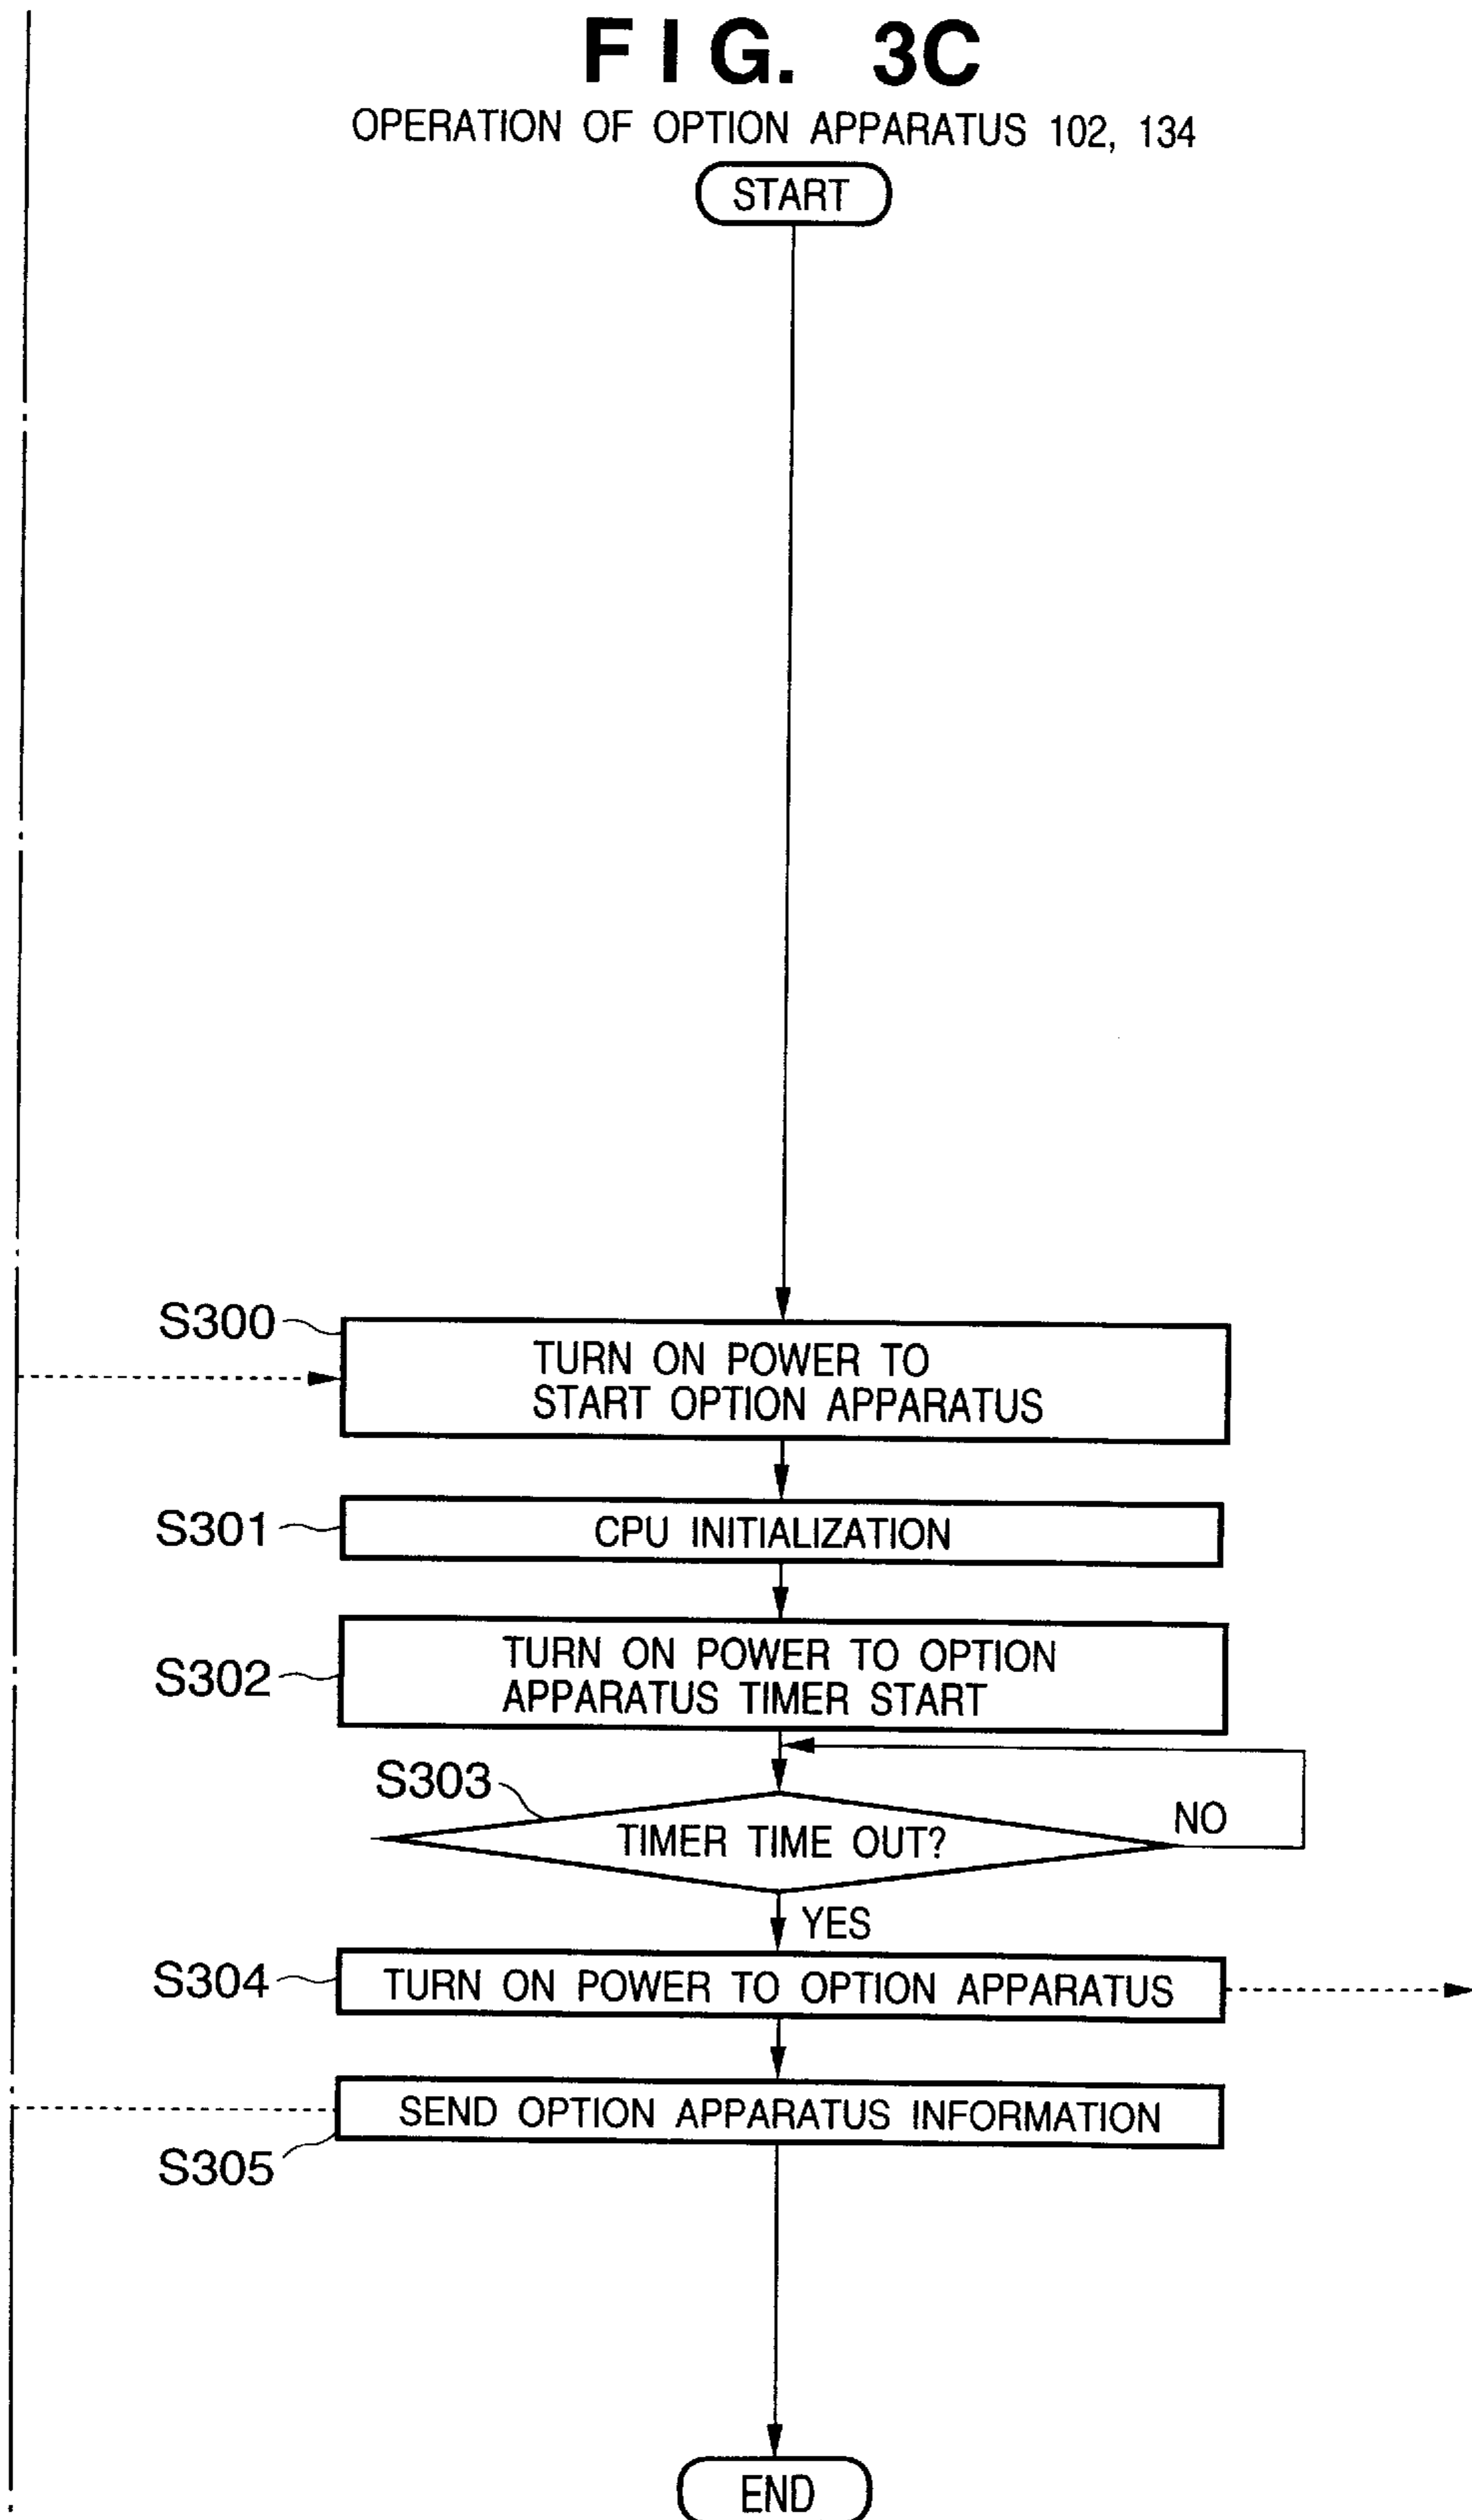 FIG. 3C
OPERATION OF OPTION APPARATUS 102, 134
START
S300
TURN ON POWER TO
START OPTION APPARATUS
S301
CPU INITIALIZATION
S302
TURN ON POWER TO OPTION
APPARATUS TIMER START
S303
TIMER TIME OUT?
NO
YES
S304
TURN ON POWER TO OPTION APPARATUS
SEND OPTION APPARATUS INFORMATION
S305
END